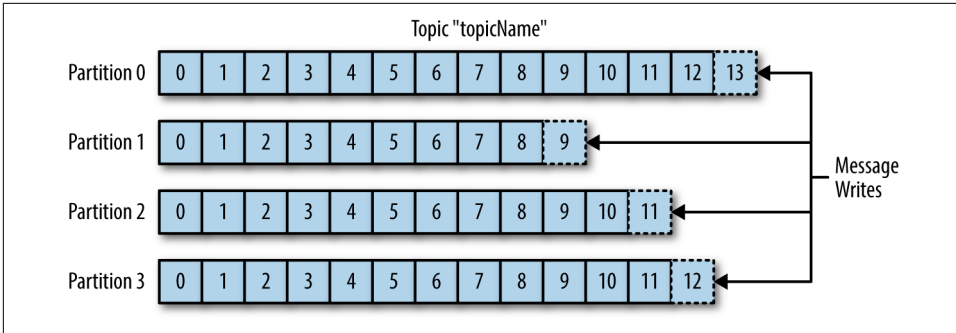 Topic "topicName"
Partition 0 0 1 2 3 4 5 6 7 8 9 10 11 12 13
Partition 1 0 1 2 3 4 5 6 7 8 9
Partition 2 0 1 2 3 4 5 6 7 8 9 10 11
Partition 3 0 1 2 3 4 5 6 7 8 9 10 11 12
Message
Writes